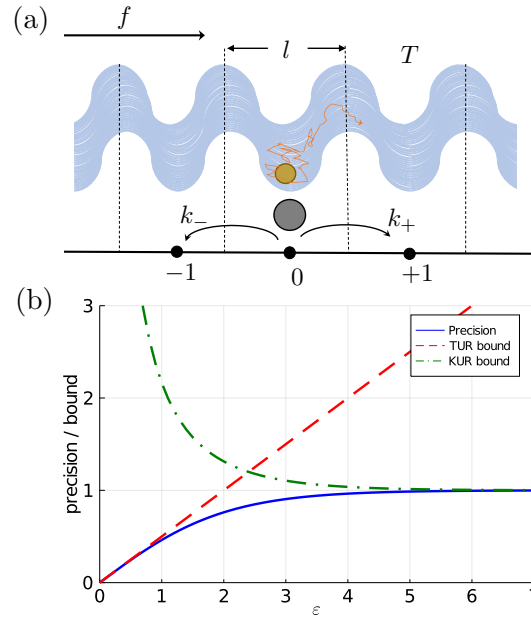 (a)
f
l
T
k₋
k₊
−1
0
+1
(b)
precision / bound
3
2
1
0
Precision
TUR bound
KUR bound
0 1 2 3 4 5 6 7
ε